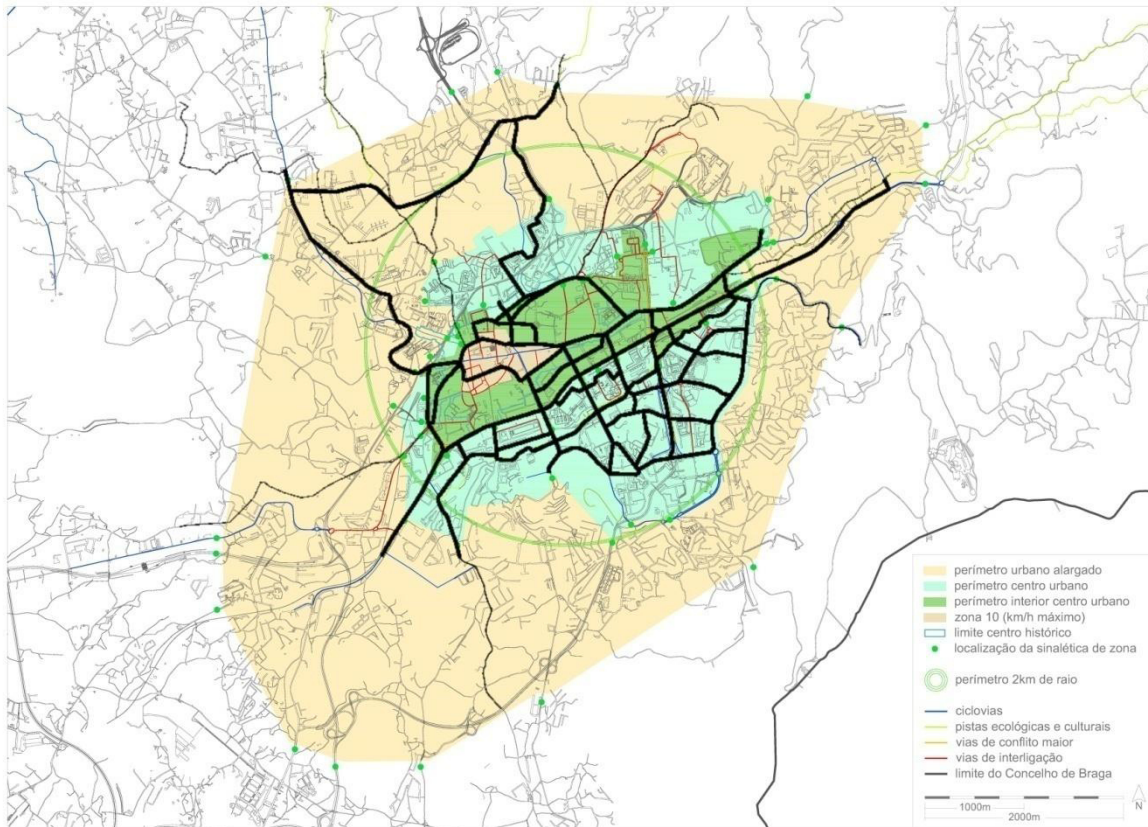 perímetro urbano alargado
perímetro centro urbano
perímetro interior centro urbano
zona 10 (km/h máximo)
limite centro histórico
localização da sinalética de zona
perímetro 2km de raio
ciclovias
pistas ecológicas e culturais
vias de conflito maior
vias de interligação
limite do Concelho de Braga
1000m
2000m
N